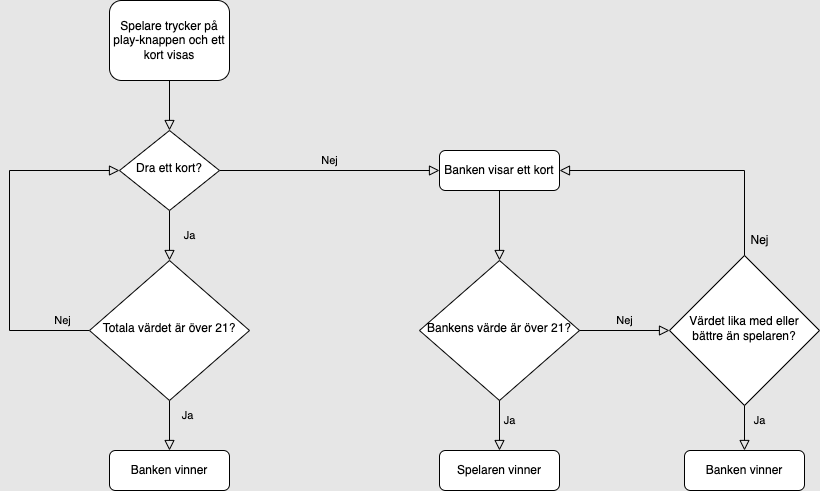 Spelare trycker på
play-knappen och ett
kort visas
Dra ett kort?
Nej
Banken visar ett kort
Ja
Nej
Totala värdet är över 21?
Nej
Bankens värde är över 21?
Nej
Värdet lika med eller
bättre än spelaren?
Ja
Ja
Ja
Banken vinner
Spelaren vinner
Banken vinner